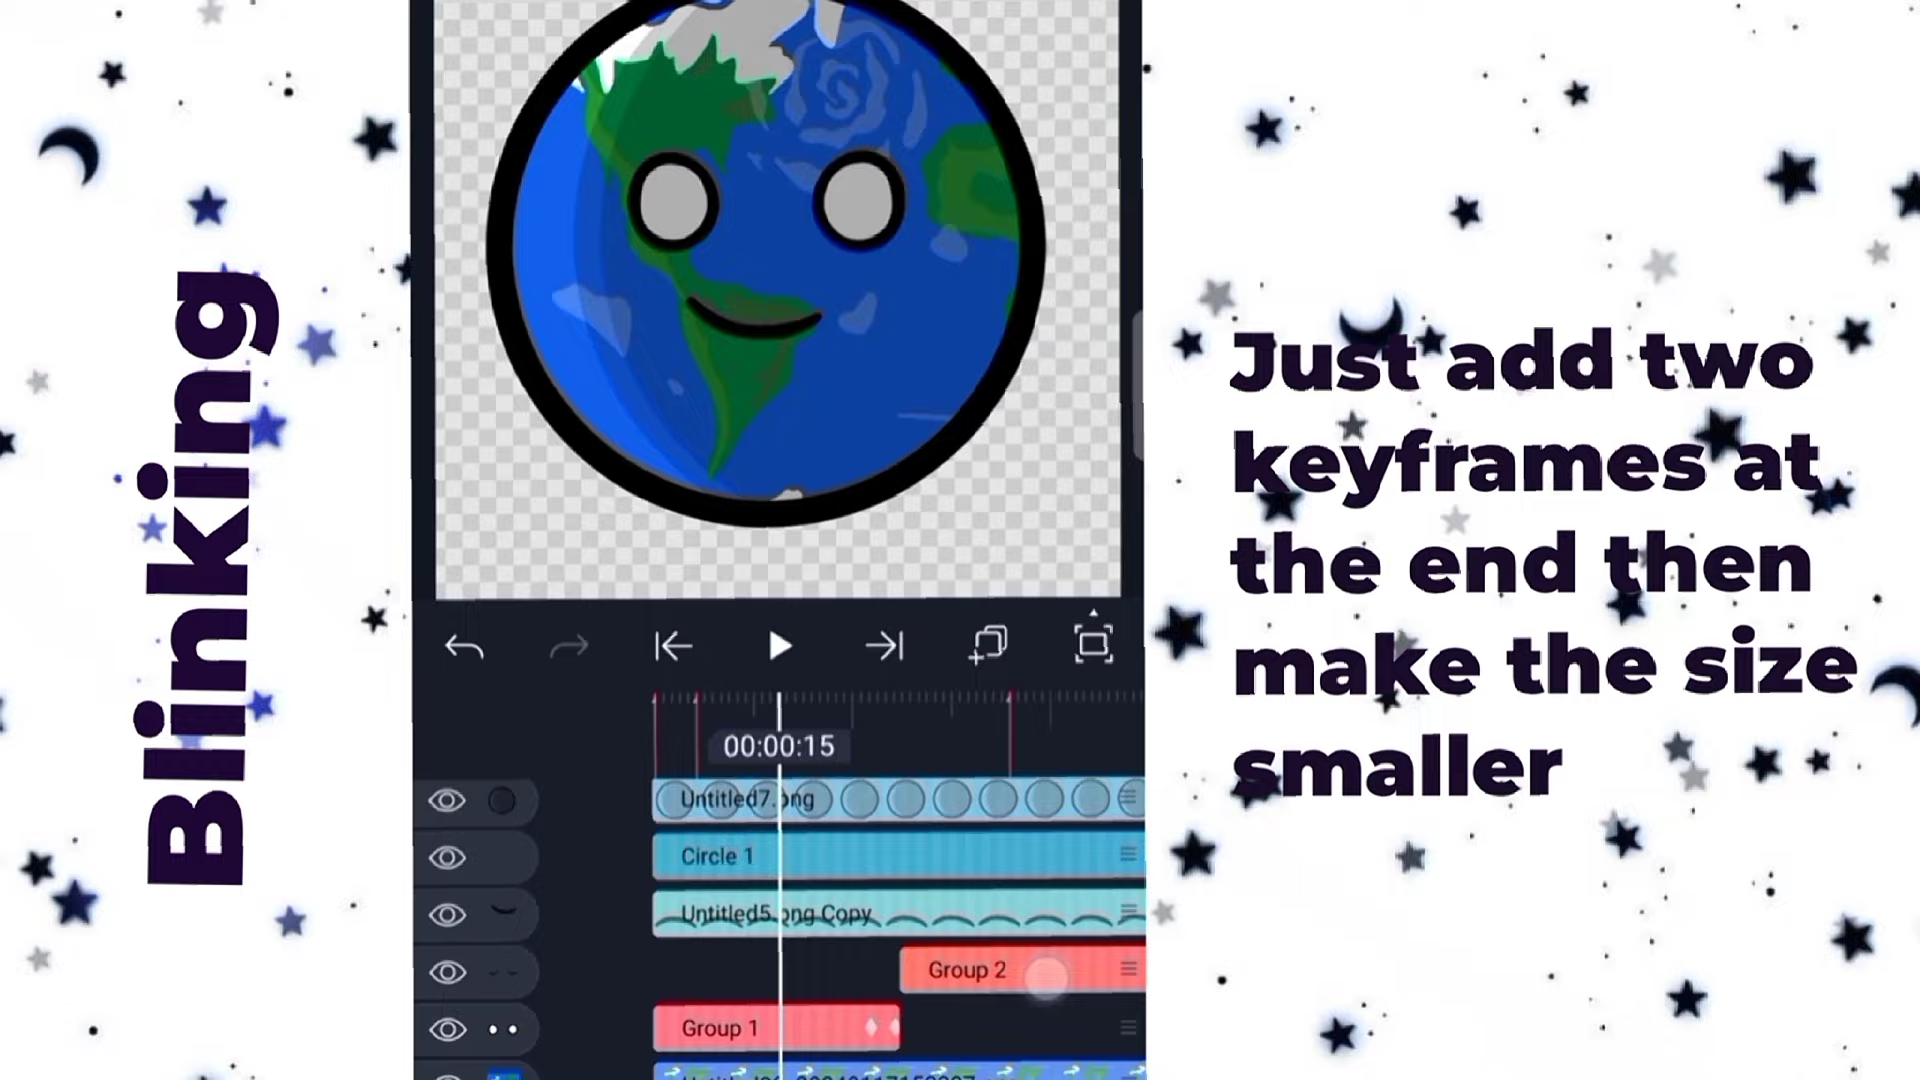 Blinking
Just add two
keyframes at
the end then
make the size
smaller
00:00:15
Untitled7.png
Circle 1
Untitled5.png Copy
Group 2
Group 1